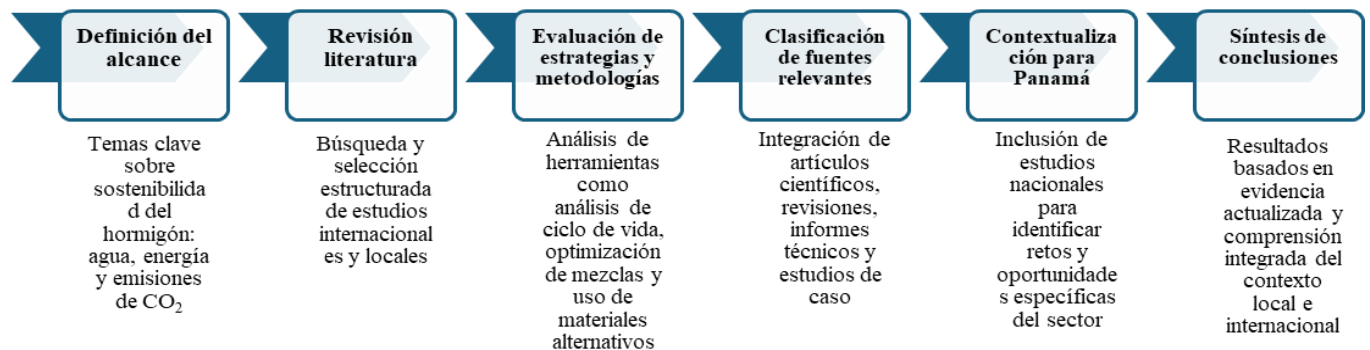 Definición del
alcance
Temas clave
sobre
sostenibilida
d del
hormigón:
agua, energía
y emisiones
de CO₂
Revisión
literatura
Búsqueda y
selección
estructurada
de estudios
internacional
es y locales
Evaluación de
estrategias y
metodologías
Análisis de
herramientas
como
análisis de
ciclo de vida,
optimización
de mezclas y
uso de
materiales
alternativos
Clasificación
de fuentes
relevantes
Integración de
artículos
científicos,
revisiones,
informes
técnicos y
estudios de
caso
Contextualiza
ción para
Panamá
Inclusión de
estudios
nacionales
para
identificar
retos y
oportunidade
s específicas
del sector
Síntesis de
conclusiones
Resultados
basados en
evidencia
actualizada y
comprensión
integrada del
contexto
local e
internacional